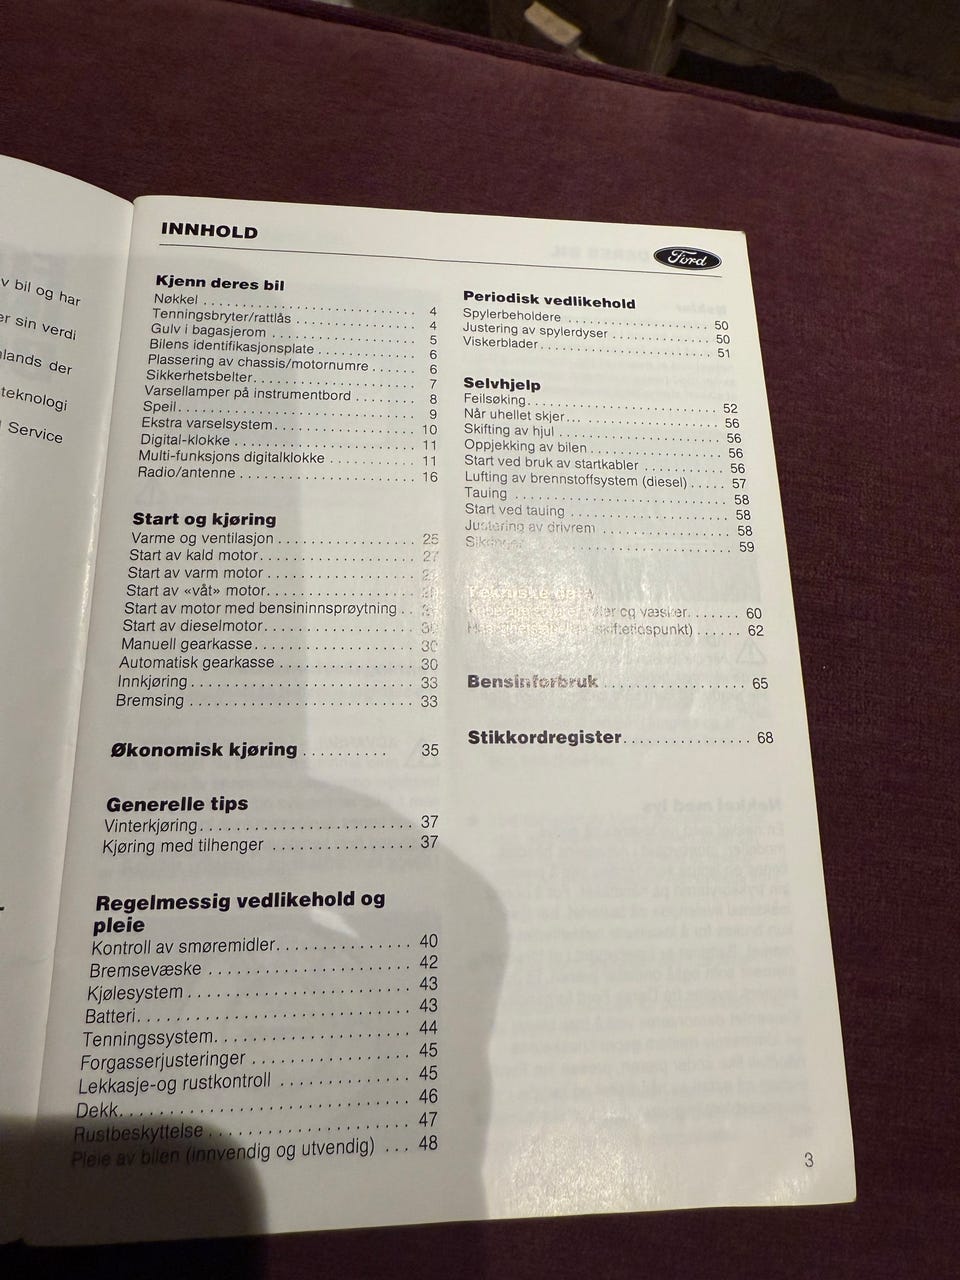 v bil og har
er sin verdi
nlands der
teknologi
Service
INNHOLD
Ford
Kjenn deres bil
Nøkkel . . . . . . . . . . . . . . . . . . . . . . . . 4
Tenningsbryter/rattlås . . . . . . . . . . . . . 4
Gulv i bagasjerom . . . . . . . . . . . . . . . . 5
Bilens identifikasjonsplate . . . . . . . . . . 6
Plassering av chassis/motornumre . . . . . . 6
Sikkerhetsbelter. . . . . . . . . . . . . . . . . . 7
Varsellamper på instrumentbord . . . . . . . 8
Speil. . . . . . . . . . . . . . . . . . . . . . . . . . 9
Ekstra varselsystem. . . . . . . . . . . . . . . 10
Digital-klokke . . . . . . . . . . . . . . . . . . . 11
Multi-funksjons digitalklokke . . . . . . . . . 11
Radio/antenne . . . . . . . . . . . . . . . . . . 16
Start og kjøring
Varme og ventilasjon . . . . . . . . . . . . . . 25
Start av kald motor. . . . . . . . . . . . . . . . 27
Start av varm motor . . . . . . . . . . . . . . .
Start av «våt» motor. . . . . . . . . . . . . . .
Start av motor med bensininnsprøytning . .
Start av dieselmotor. . . . . . . . . . . . . . .
Manuell gearkasse. . . . . . . . . . . . . . . . 30
Automatisk gearkasse . . . . . . . . . . . . . 30
Innkjøring . . . . . . . . . . . . . . . . . . . . . . 33
Bremsing . . . . . . . . . . . . . . . . . . . . . . 33
Økonomisk kjøring . . . . . . . . . . 35
Generelle tips
Vinterkjøring. . . . . . . . . . . . . . . . . . . . . 37
Kjøring med tilhenger . . . . . . . . . . . . . . 37
Regelmessig vedlikehold og
pleie
Kontroll av smøremidler. . . . . . . . . . . . . 40
Bremsevæske . . . . . . . . . . . . . . . . . . . 42
Kjølesystem . . . . . . . . . . . . . . . . . . . . . 43
Batteri. . . . . . . . . . . . . . . . . . . . . . . . . 43
Tenningssystem. . . . . . . . . . . . . . . . . . 44
Forgasserjusteringer . . . . . . . . . . . . . . 45
Lekkasje-og rustkontroll . . . . . . . . . . . . 45
Dekk. . . . . . . . . . . . . . . . . . . . . . . . . . 46
Rustbeskyttelse . . . . . . . . . . . . . . . . . . 47
Pleie av bilen (innvendig og utvendig) . . . 48
Periodisk vedlikehold
Spylerbeholdere . . . . . . . . . . . . . . . . . 50
Justering av spylerdyser . . . . . . . . . . . . 50
Viskerblader. . . . . . . . . . . . . . . . . . . . . 51
Selvhjelp
Feilsøking. . . . . . . . . . . . . . . . . . . . . . 52
Når uhellet skjer. . . . . . . . . . . . . . . . . . 56
Skifting av hjul . . . . . . . . . . . . . . . . . . . 56
Oppjekking av bilen . . . . . . . . . . . . . . . 56
Start ved bruk av startkabler . . . . . . . . . 56
Lufting av brennstoffsystem (diesel) . . . . . 57
Tauing . . . . . . . . . . . . . . . . . . . . . . . . 58
Start ved tauing . . . . . . . . . . . . . . . . . . 58
Justering av drivrem . . . . . . . . . . . . . . . 58
Sikringer . . . . . . . . . . . . . . . . . . . . . . 59
Tekniske data
og væsker. . . . . . 60
skiftetidspunkt) . . . . . . 62
Bensinforbruk . . . . . . . . . . . . . . . . . 65
Stikkordregister. . . . . . . . . . . . . . . . 68
3